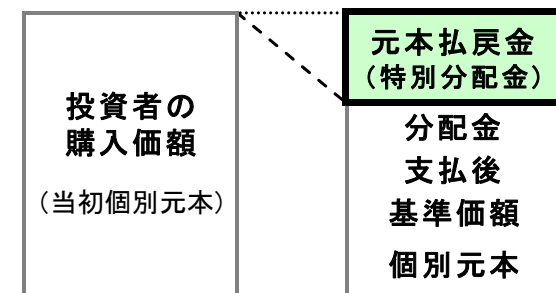 投資者の
購入価額
（当初個別元本）
元本払戻金
（特別分配金）
分配金
支払後
基準価額
個別元本